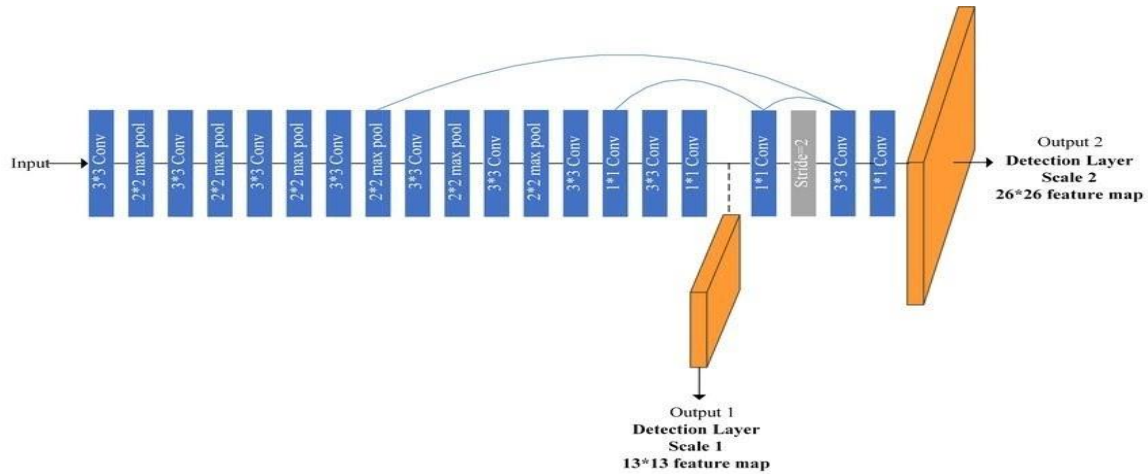 Input
3*3 Conv
2*2 max pool
3*3 Conv
2*2 max pool
3*3 Conv
2*2 max pool
3*3 Conv
2*2 max pool
3*3 Conv
2*2 max pool
3*3 Conv
2*2 max pool
3*3 Conv
1*1 Conv
3*3 Conv
1*1 Conv
1*1 Conv
Stride=2
3*3 Conv
1*1 Conv
Output 2
Detection Layer
Scale 2
26*26 feature map
Output 1
Detection Layer
Scale 1
13*13 feature map